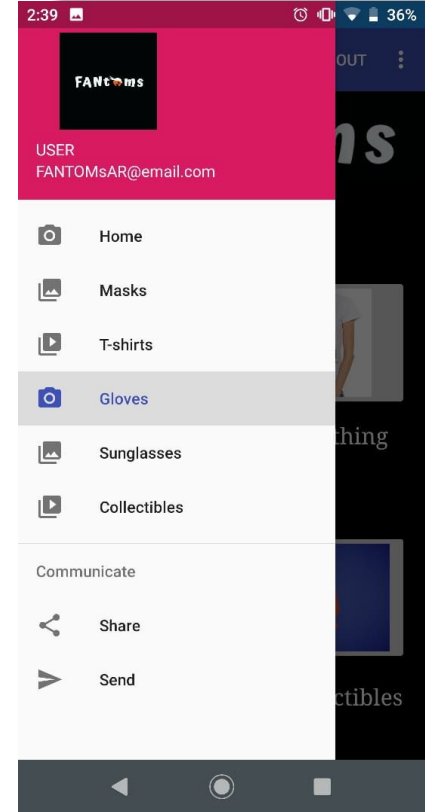 2:39
36%
FANtoms
USER
FANTOMsAR@email.com
OUT
ms
Home
Masks
T-shirts
Gloves
Sunglasses
Collectibles
Communicate
Share
Send
thing
ctibles